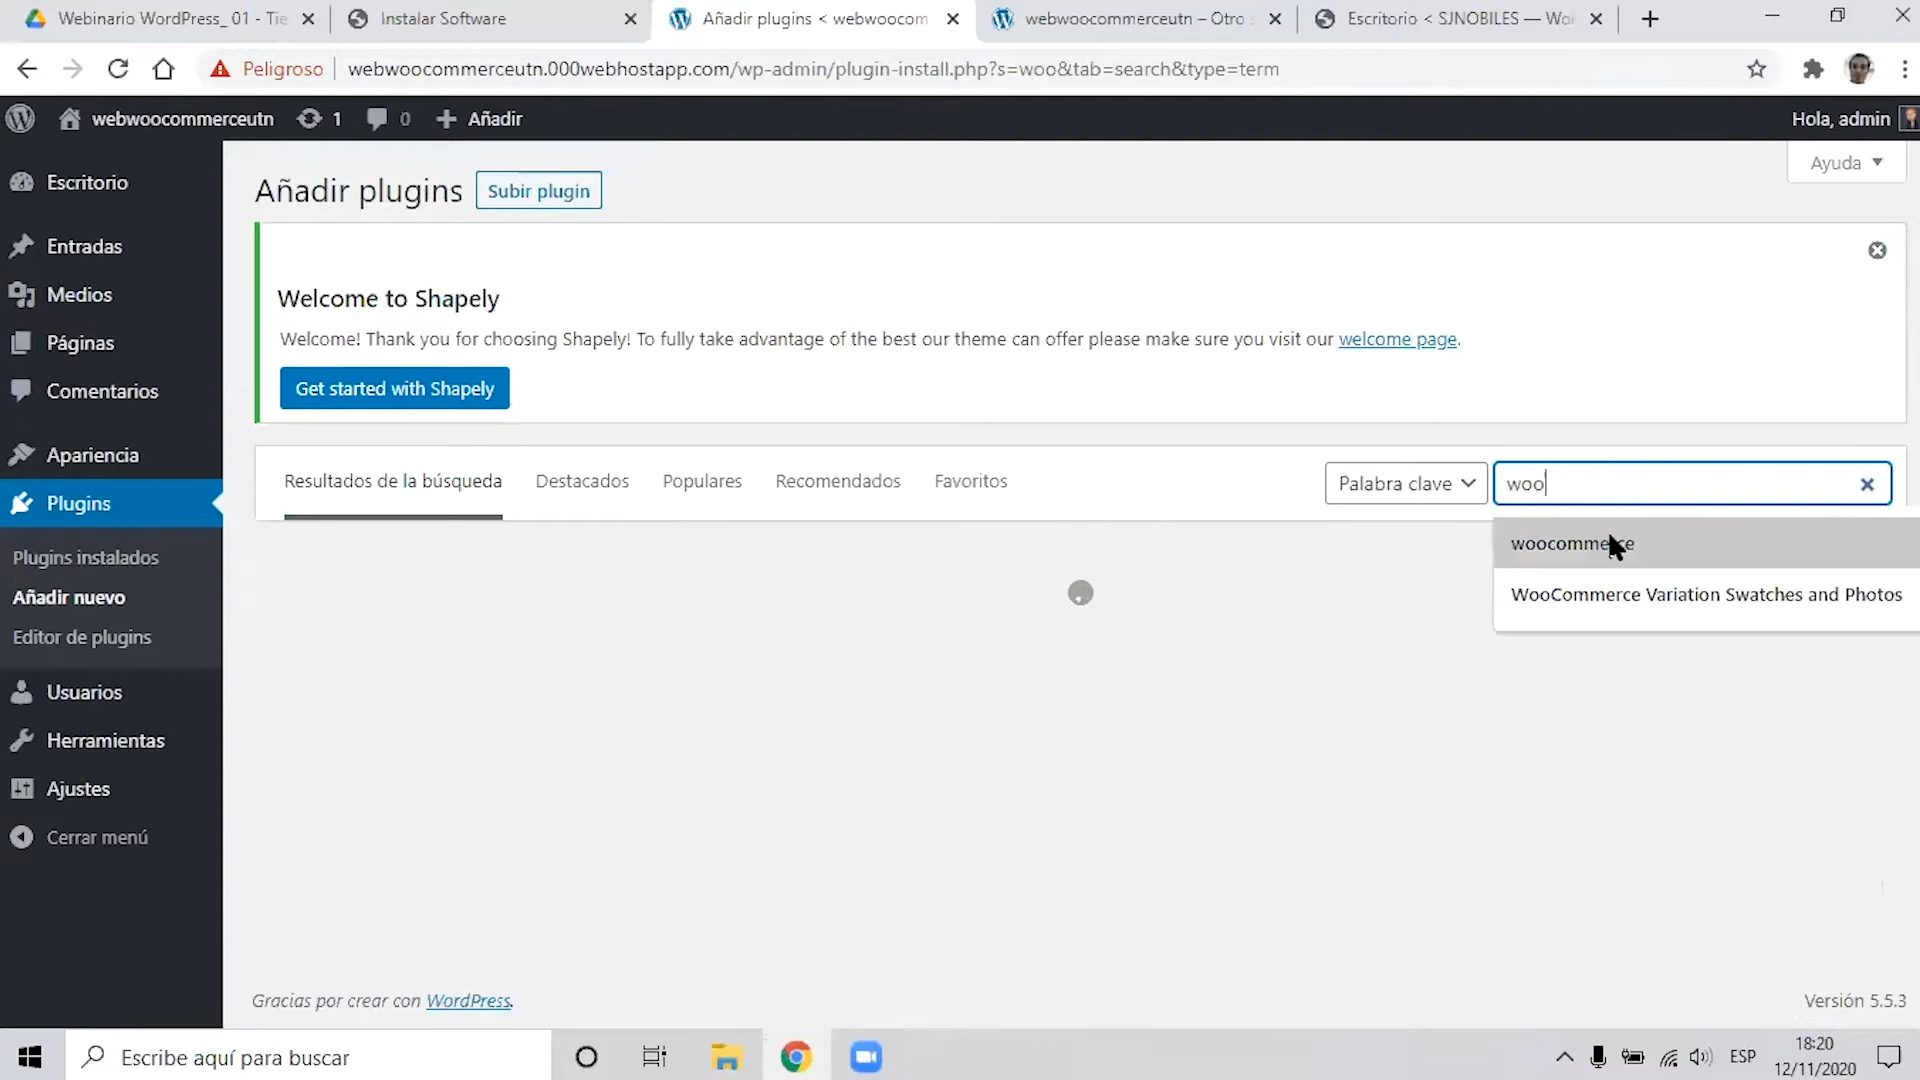 Webinario WordPress_ 01 - Tie
Instalar Software
Añadir plugins < webwoocom
webwoocommerceutn – Otro
Escritorio < SJNOBILES — Wo
Peligroso
webwoocommerceutn.000webhostapp.com/wp-admin/plugin-install.php?s=woo&tab=search&type=term
webwoocommerceutn
1
0
Añadir
Hola, admin
Ayuda
Escritorio
Entradas
Medios
Páginas
Comentarios
Apariencia
Plugins
Plugins instalados
Añadir nuevo
Editor de plugins
Usuarios
Herramientas
Ajustes
Cerrar menú
Añadir plugins
Subir plugin
Welcome to Shapely
Welcome! Thank you for choosing Shapely! To fully take advantage of the best our theme can offer please make sure you visit our welcome page.
Get started with Shapely
Resultados de la búsqueda
Destacados
Populares
Recomendados
Favoritos
Palabra clave
woo
woocommerce
WooCommerce Variation Swatches and Photos
Gracias por crear con WordPress.
Versión 5.5.3
Escribe aquí para buscar
ESP
18:20
12/11/2020